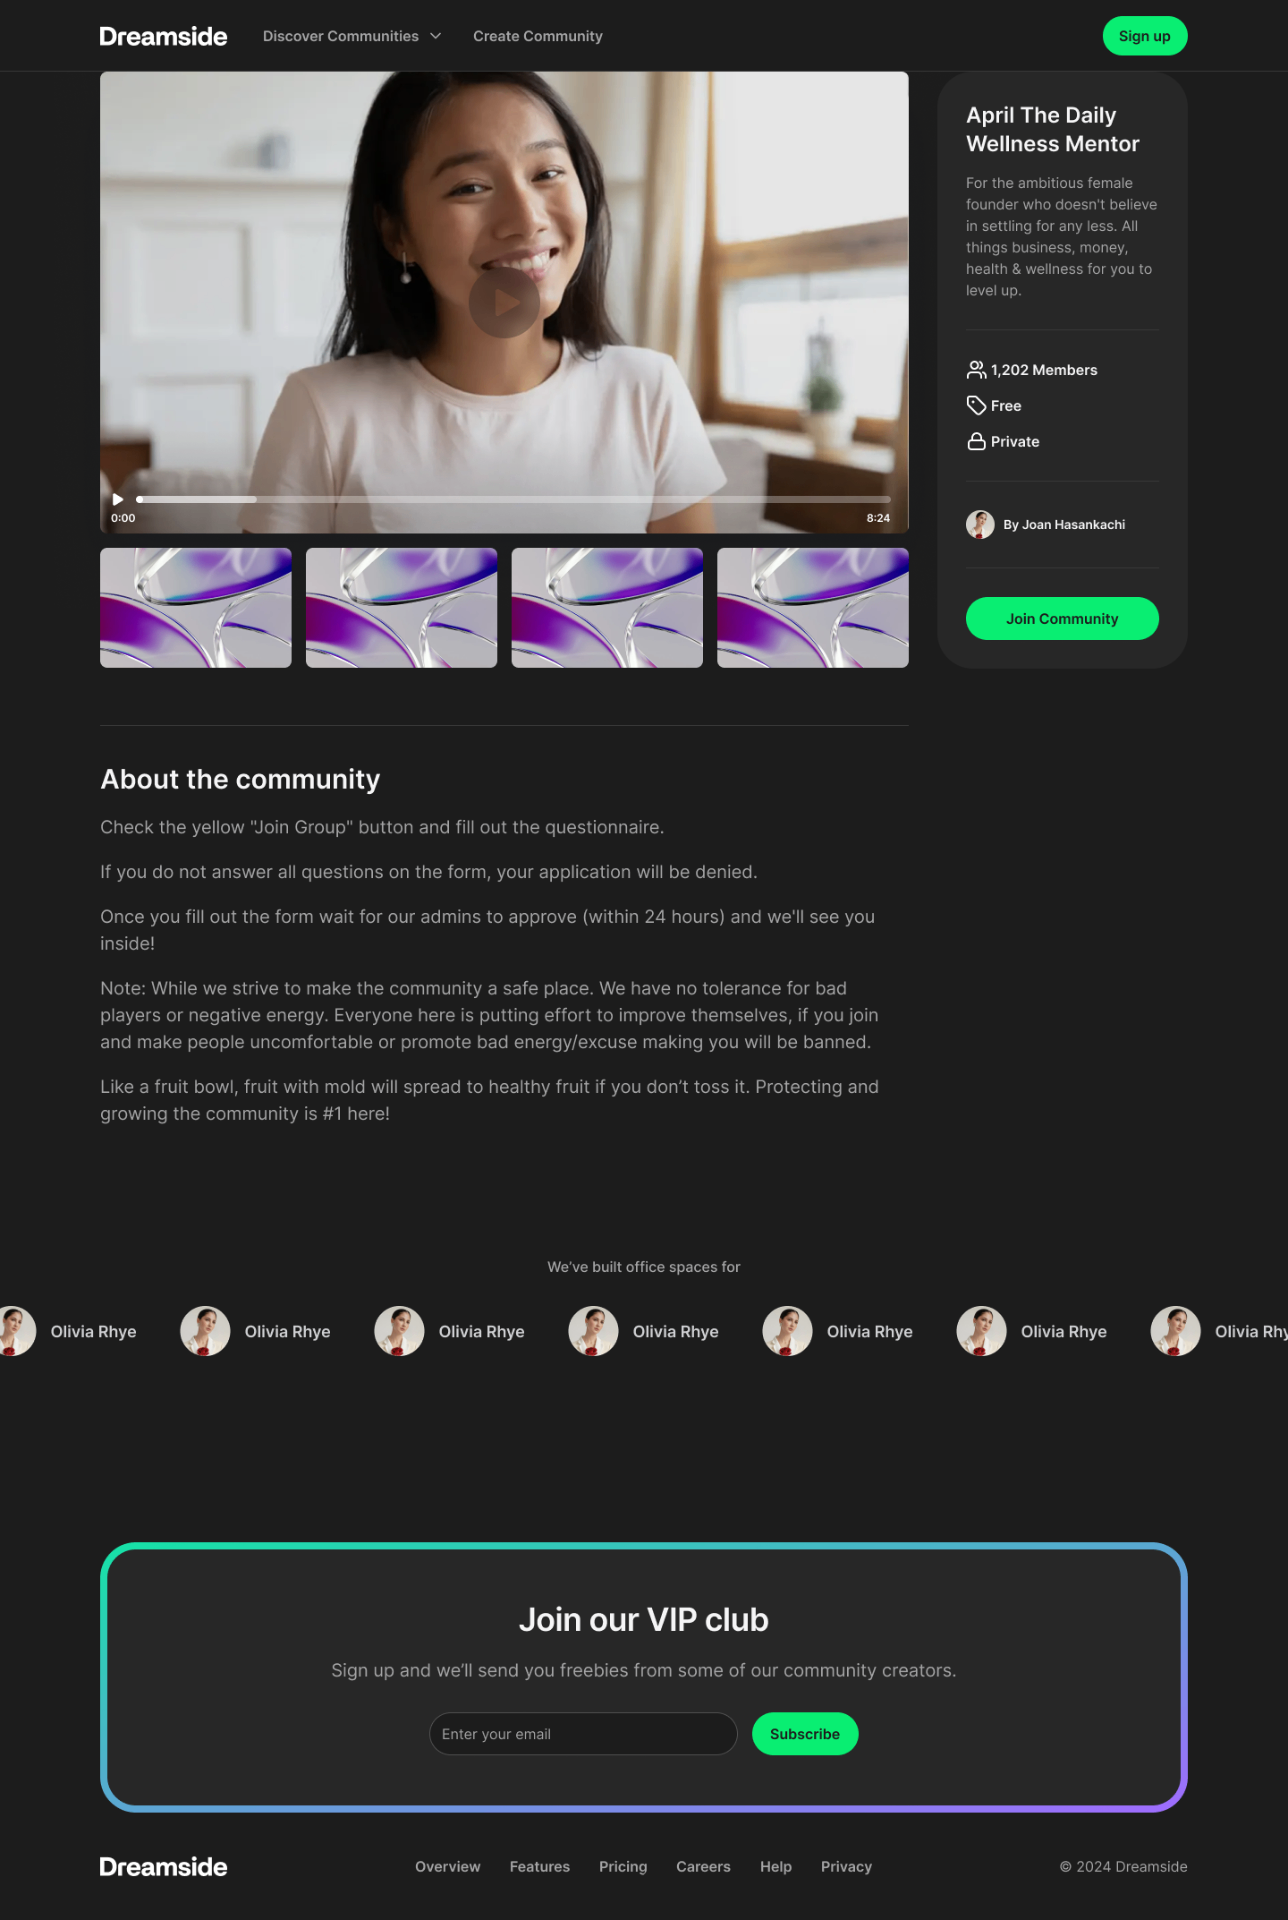 Dreamside
Discover Communities
Create Community
Sign up
0:00
8:24
April The Daily
Wellness Mentor
For the ambitious female
founder who doesn't believe
in settling for any less. All
things business, money,
health & wellness for you to
level up.
1,202 Members
Free
Private
By Joan Hasankachi
Join Community
About the community
Check the yellow "Join Group" button and fill out the questionnaire.
If you do not answer all questions on the form, your application will be denied.
Once you fill out the form wait for our admins to approve (within 24 hours) and we'll see you
inside!
Note: While we strive to make the community a safe place. We have no tolerance for bad
players or negative energy. Everyone here is putting effort to improve themselves, if you join
and make people uncomfortable or promote bad energy/excuse making you will be banned.
Like a fruit bowl, fruit with mold will spread to healthy fruit if you don’t toss it. Protecting and
growing the community is #1 here!
We’ve built office spaces for
Olivia Rhye
Olivia Rhye
Olivia Rhye
Olivia Rhye
Olivia Rhye
Olivia Rhye
Olivia Rhy
Join our VIP club
Sign up and we’ll send you freebies from some of our community creators.
Enter your email
Subscribe
Dreamside
Overview
Features
Pricing
Careers
Help
Privacy
© 2024 Dreamside